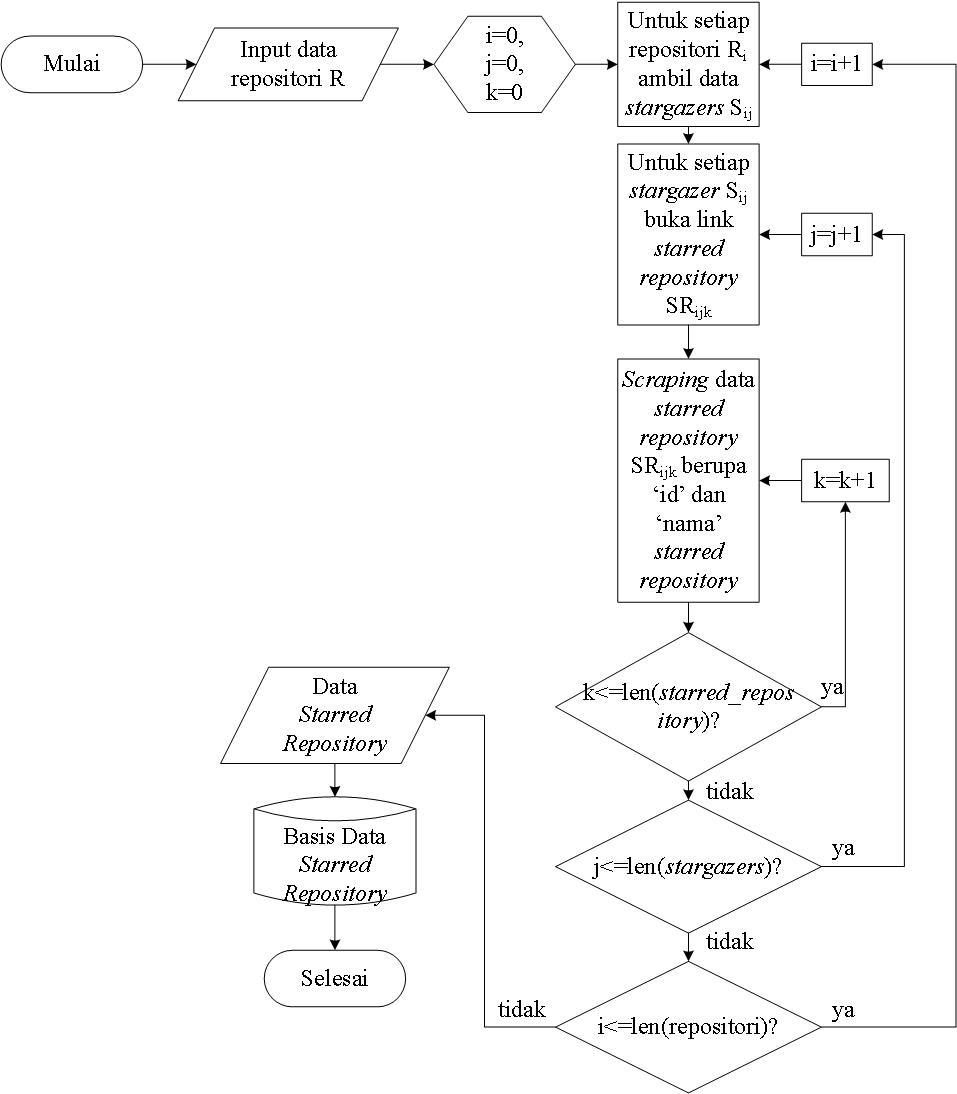 Mulai
Input data
repositori R
i=0,
j=0,
k=0
Untuk setiap
repositori Ri
ambil data
stargazers Sij
i=i+1
Untuk setiap
stargazer Sij
buka link
starred
repository
SRijk
j=j+1
Scraping data
starred
repository
SRijk berupa
‘id’ dan
‘nama’
starred
repository
k=k+1
k<=len(starred_repos
itory)?
ya
tidak
j<=len(stargazers)?
ya
tidak
i<=len(repositori)?
ya
tidak
Data
Starred
Repository
Basis Data
Starred
Repository
Selesai